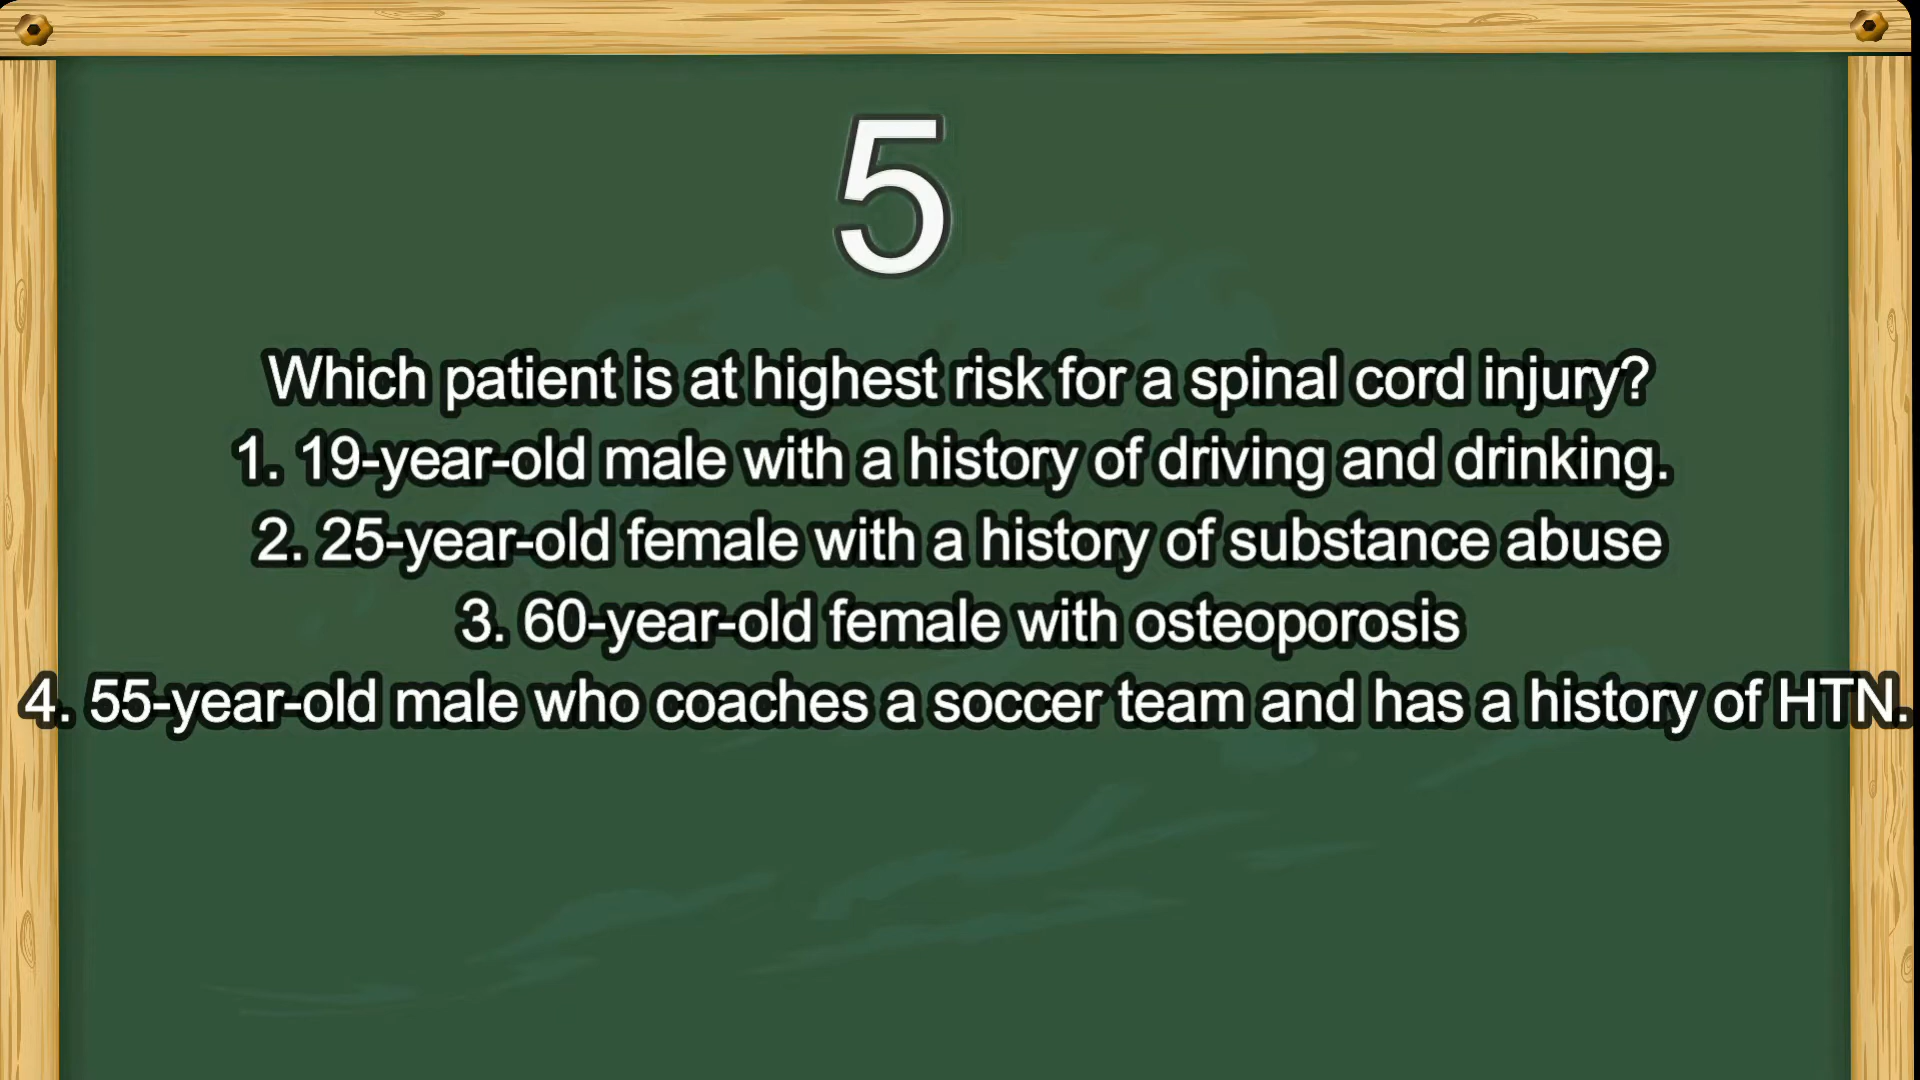 5
Which patient is at highest risk for a spinal cord injury?
1. 19-year-old male with a history of driving and drinking.
2. 25-year-old female with a history of substance abuse
3. 60-year-old female with osteoporosis
4. 55-year-old male who coaches a soccer team and has a history of HTN.